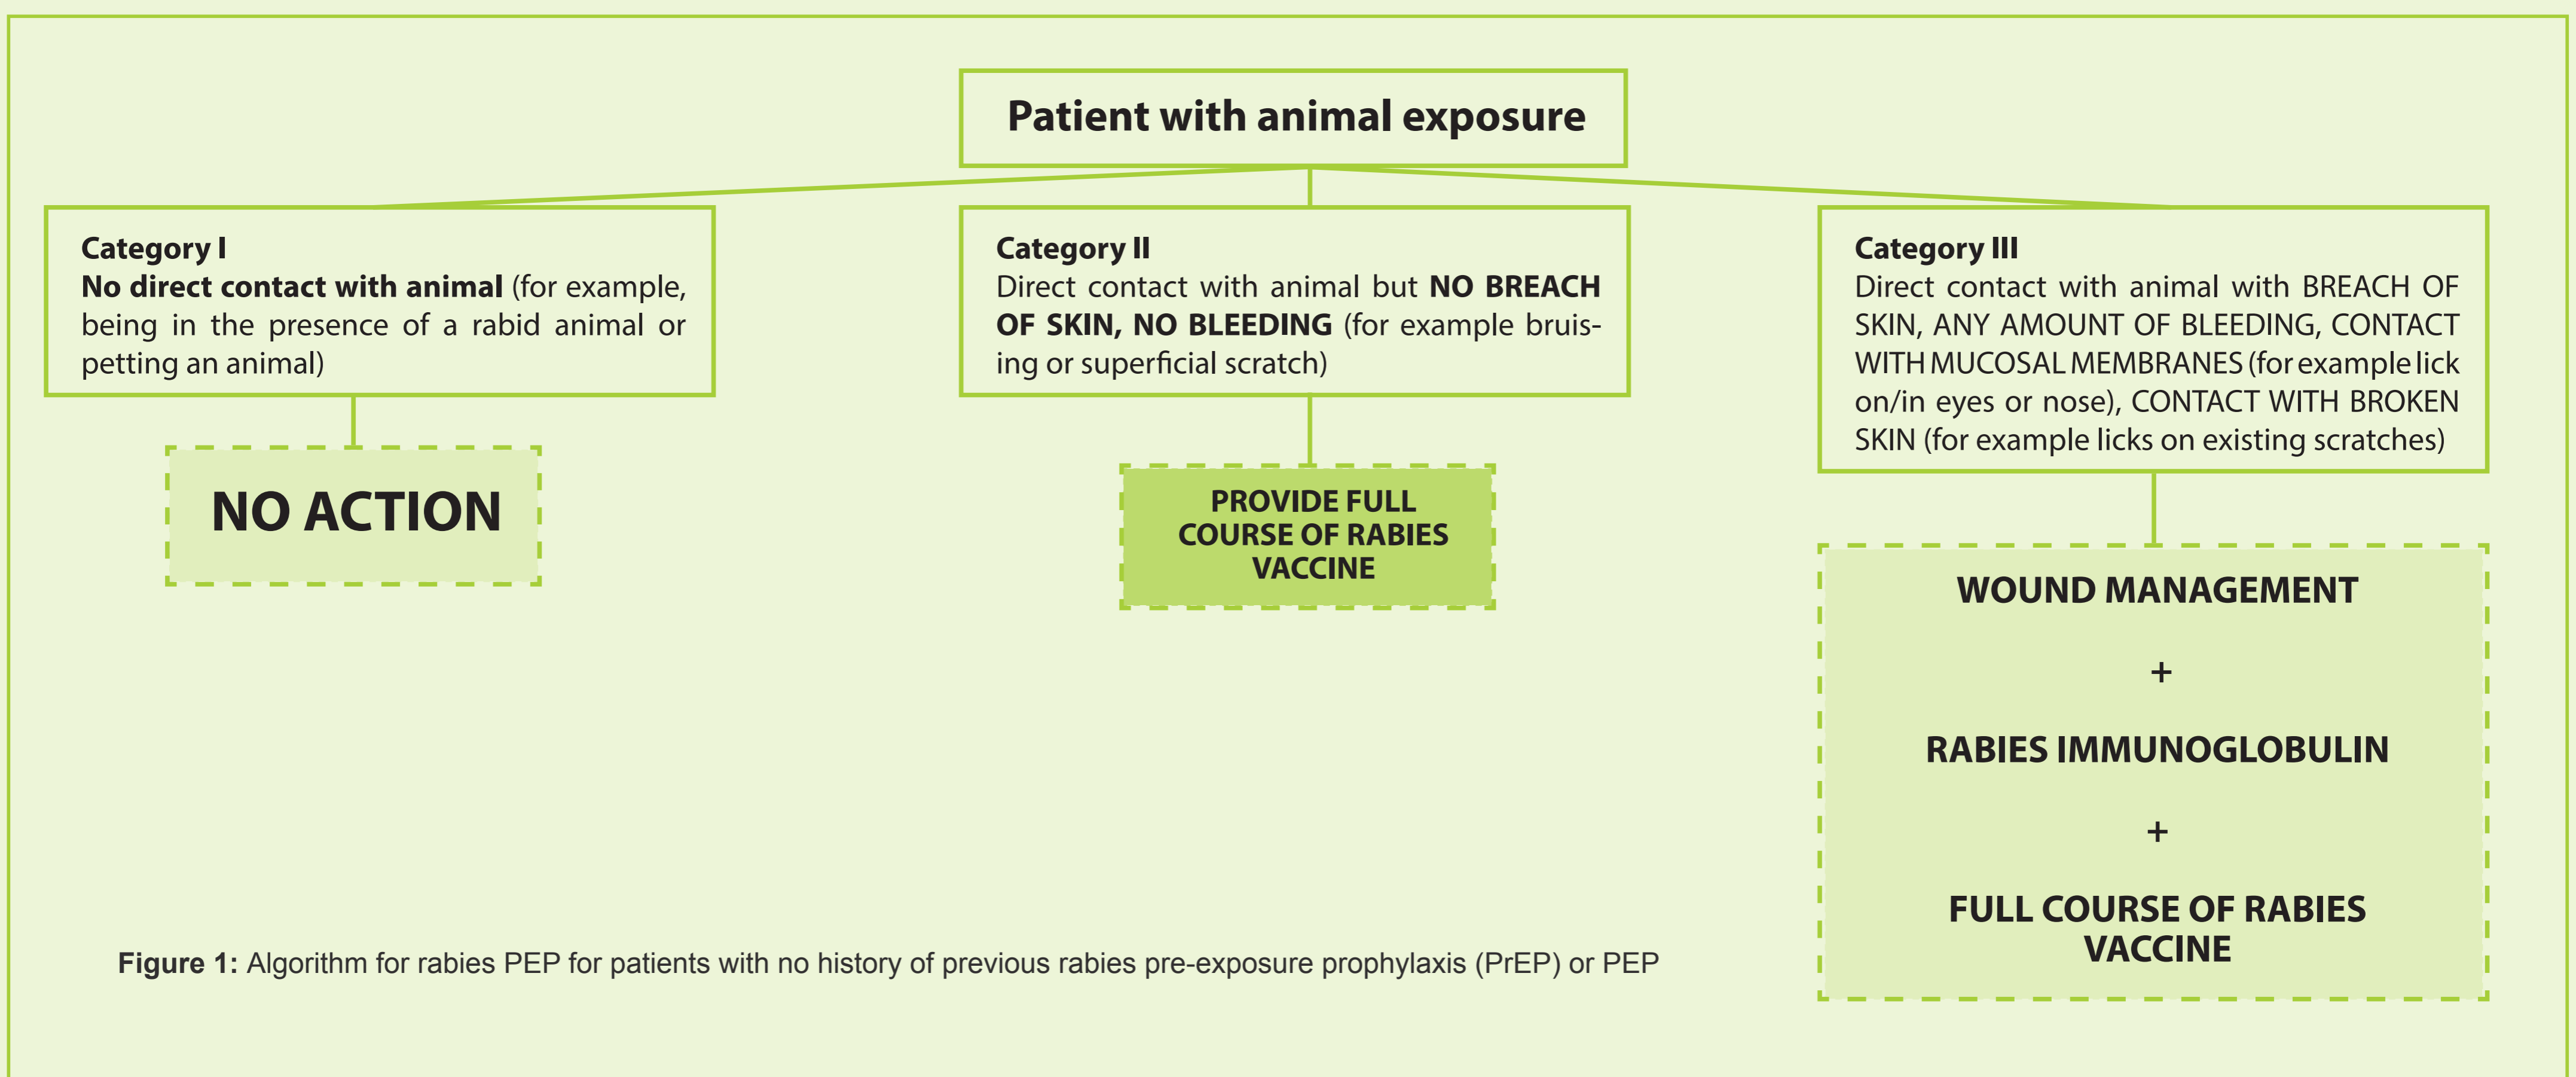 Patient with animal exposure
Category I
No direct contact with animal (for example,
being in the presence of a rabid animal or
petting an animal)
NO ACTION
Category II
Direct contact with animal but NO BREACH
OF SKIN, NO BLEEDING (for example bruis-
ing or superficial scratch)
PROVIDE FULL
COURSE OF RABIES
VACCINE
Category III
Direct contact with animal with BREACH OF
SKIN, ANY AMOUNT OF BLEEDING, CONTACT
WITH MUCOSAL MEMBRANES (for example lick
on/in eyes or nose), CONTACT WITH BROKEN
SKIN (for example licks on existing scratches)
WOUND MANAGEMENT
+
RABIES IMMUNOGLOBULIN
+
FULL COURSE OF RABIES
VACCINE
Figure 1: Algorithm for rabies PEP for patients with no history of previous rabies pre-exposure prophylaxis (PrEP) or PEP